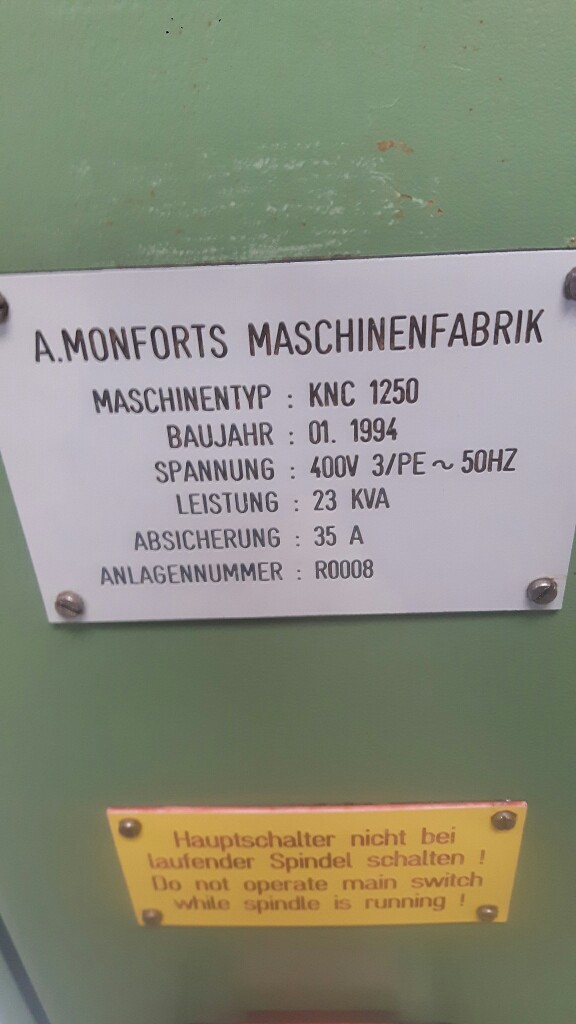 A.MONFORTS MASCHINENFABRIK
MASCHINENTYP : KNC 1250
BAUJAHR : 01. 1994
SPANNUNG : 400V 3/PE ~ 50HZ
LEISTUNG : 23 KVA
ABSICHERUNG : 35 A
ANLAGENNUMMER : R0008
Hauptschalter nicht bei
laufender Spindel schalten !
Do not operate main switch
while spindle is running !